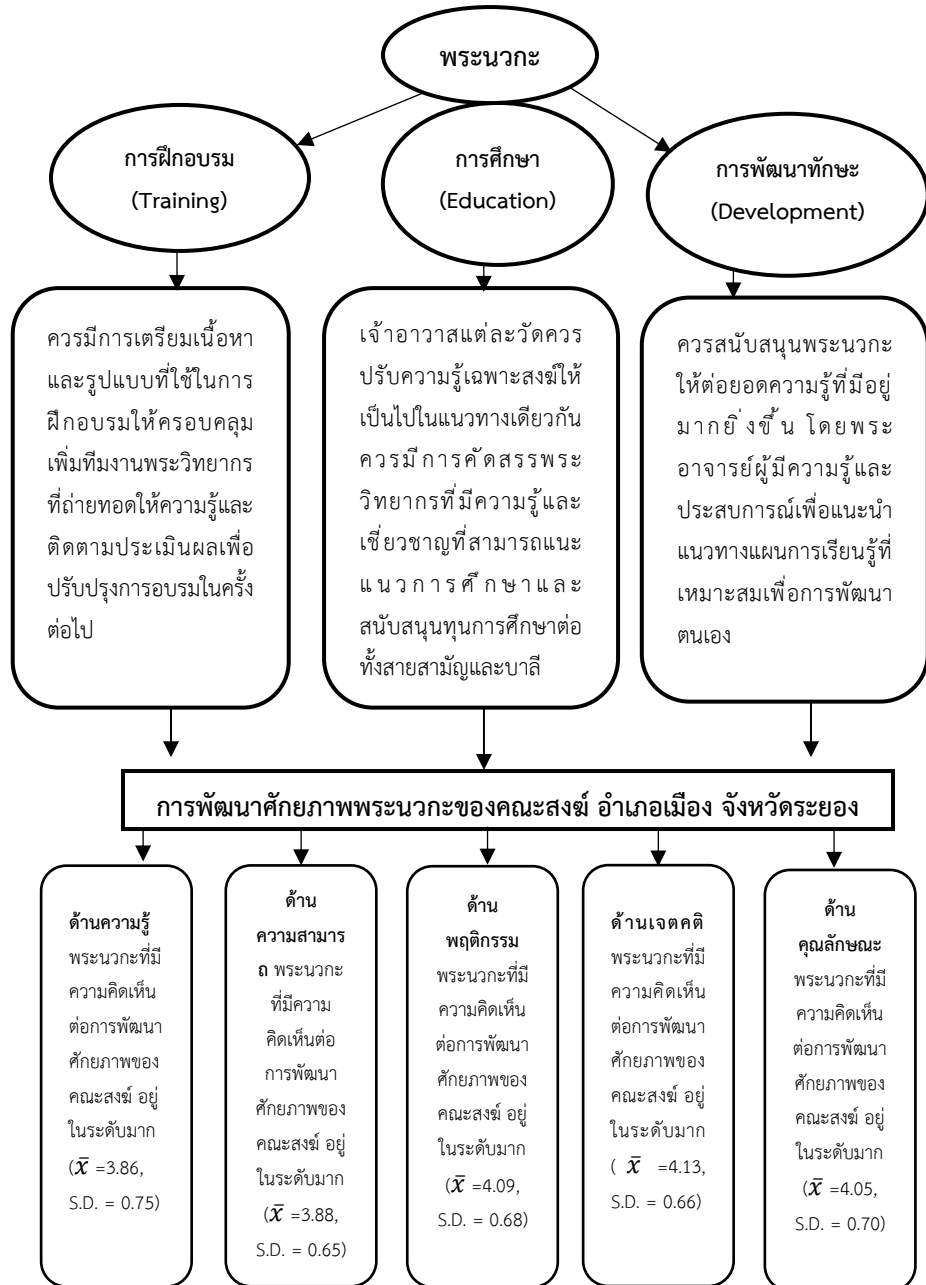 พระนวกะ
การฝึกอบรม
(Training)
การศึกษา
(Education)
การพัฒนาทักษะ
(Development)
ควรมีการเตรียมเนื้อหา
และรูปแบบที่ใช้ในการ
ฝึกอบรมให้ครอบคลุม
เพิ่มทีมงานพระวิทยากร
ที่ถ่ายทอดให้ความรู้และ
ติดตามประเมินผลเพื่อ
ปรับปรุงการอบรมในครั้ง
ต่อไป
เจ้าอาวาสแต่ละวัดควร
ปรับความรู้เฉพาะสงฆ์ให้
เป็นไปในแนวทางเดียวกัน
ควรมีการคัดสรรพระ
วิทยากรที่มีความรู้และ
เชี่ยวชาญที่สามารถแนะ
แนวการศึกษาและ
สนับสนุนทุนการศึกษาต่อ
ทั้งสายสามัญและบาลี
ควรสนับสนุนพระนวกะ
ให้ต่อยอดความรู้ที่มีอยู่
มากยิ่งขึ้น โดยพระ
อาจารย์ผู้มีความรู้และ
ประสบการณ์เพื่อแนะนำ
แนวทางแผนการเรียนรู้ที่
เหมาะสมเพื่อการพัฒนา
ตนเอง
การพัฒนาศักยภาพพระนวกะของคณะสงฆ์ อำเภอเมือง จังหวัดระยอง
ด้านความรู้
พระนวกะที่มี
ความคิดเห็น
ต่อการพัฒนา
ศักยภาพของ
คณะสงฆ์ อยู่
ในระดับมาก
(x̄ =3.86,
S.D. = 0.75)
ด้าน
ความสามาร
ถ พระนวกะ
ที่มีความ
คิดเห็นต่อ
การพัฒนา
ศักยภาพของ
คณะสงฆ์ อยู่
ในระดับมาก
(x̄ =3.88,
S.D. = 0.65)
ด้าน
พฤติกรรม
พระนวกะที่มี
ความคิดเห็น
ต่อการพัฒนา
ศักยภาพของ
คณะสงฆ์ อยู่
ในระดับมาก
(x̄ =4.09,
S.D. = 0.68)
ด้านเจตคติ
พระนวกะที่มี
ความคิดเห็น
ต่อการพัฒนา
ศักยภาพของ
คณะสงฆ์ อยู่
ในระดับมาก
( x̄ =4.13,
S.D. = 0.66)
ด้าน
คุณลักษณะ
พระนวกะที่มี
ความคิดเห็น
ต่อการพัฒนา
ศักยภาพของ
คณะสงฆ์ อยู่
ในระดับมาก
(x̄ =4.05,
S.D. = 0.70)